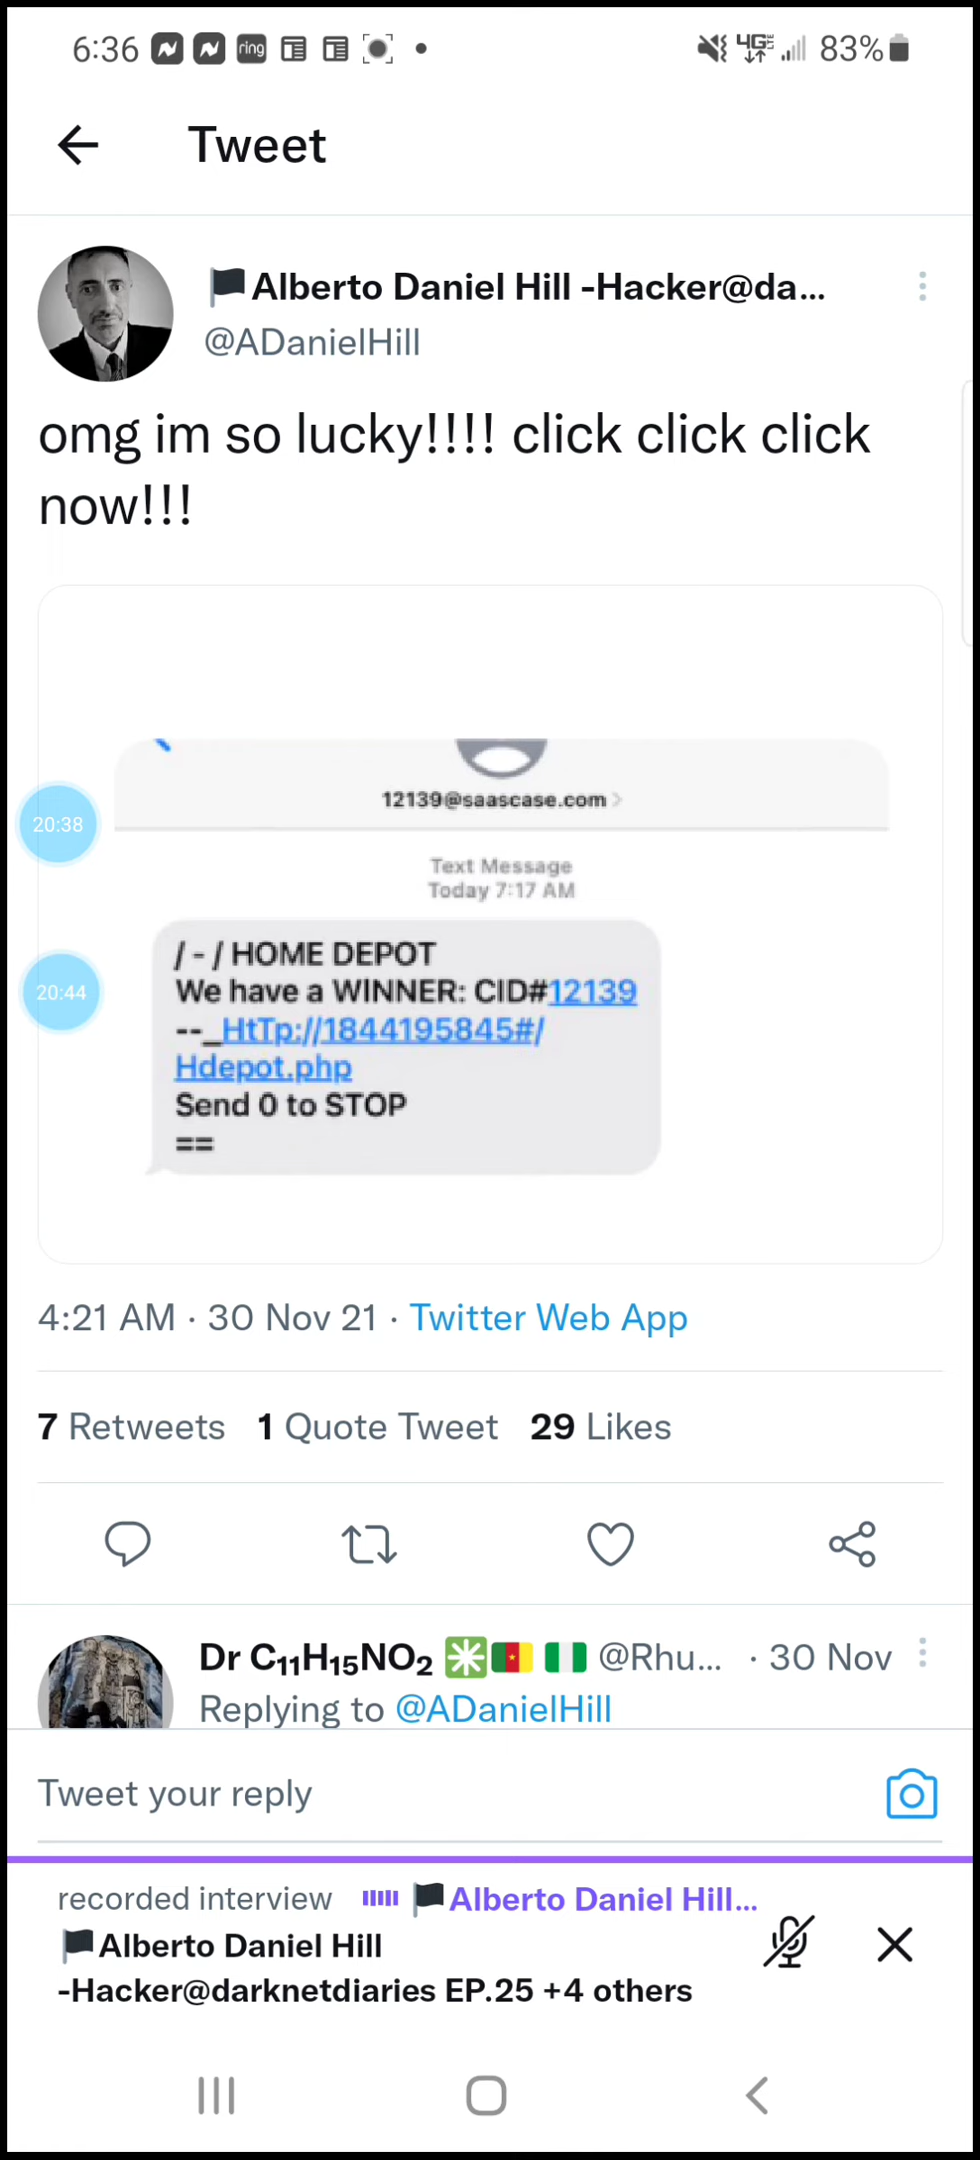 6:36 ring 4G LTE 83%
Tweet
Alberto Daniel Hill -Hacker@da...
@ADanielHill
omg im so lucky!!!! click click click
now!!!
12139@saascase.com
Text Message
Today 7:17 AM
/ - / HOME DEPOT
We have a WINNER: CID#12139
--_HtTp://1844195845#/
Hdepot.php
Send 0 to STOP
==
20:38
20:44
4:21 AM · 30 Nov 21 · Twitter Web App
7 Retweets 1 Quote Tweet 29 Likes
Dr C₁₁H₁₅NO₂ @Rhu... · 30 Nov
Replying to @ADanielHill
Tweet your reply
recorded interview Alberto Daniel Hill...
Alberto Daniel Hill
-Hacker@darknetdiaries EP.25 +4 others